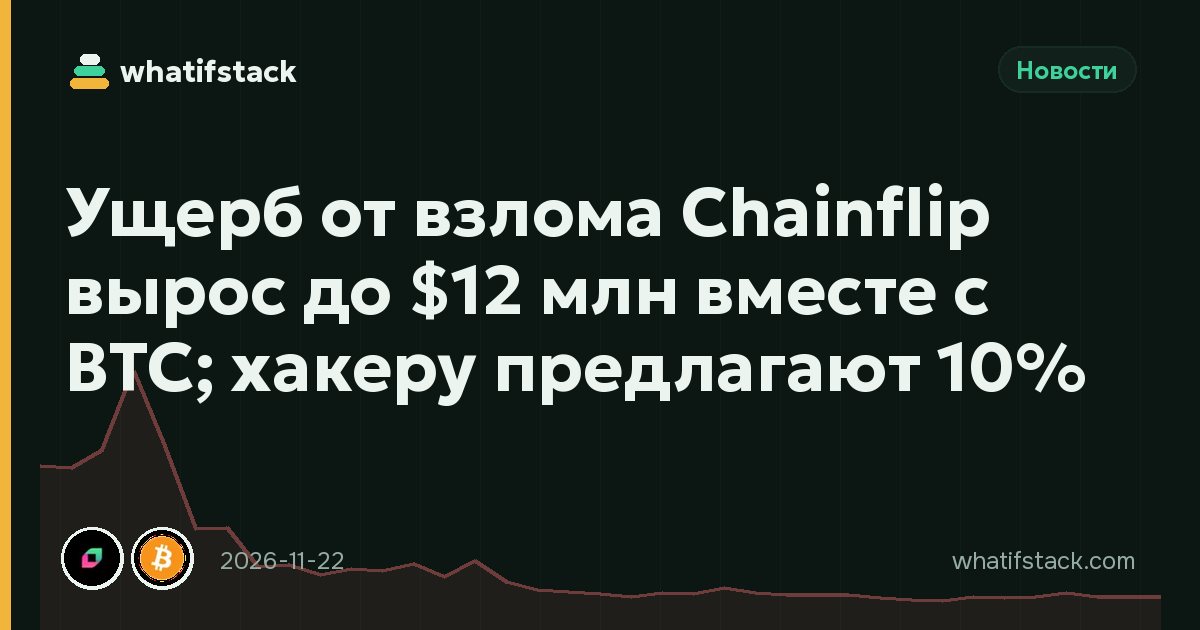 whatifstack
Новости
Ущерб от взлома Chainflip
вырос до $12 млн вместе с
BTC; хакеру предлагают 10%
2026-11-22
whatifstack.com